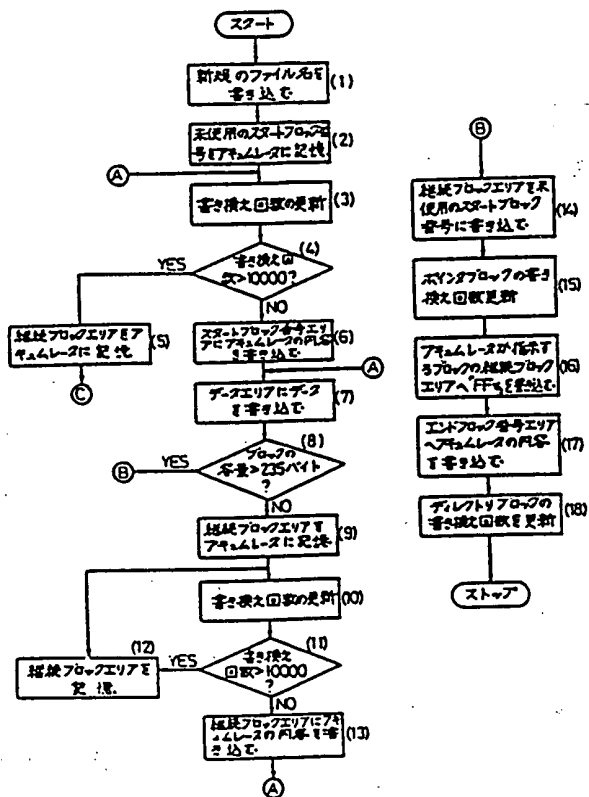 スタート
新規のファイル名を
書き込む
(1)
未使用のスタートブロック番
号をアキュムレータに記憶
(2)
A
書き換え回数の更新
(3)
(4)
書き換え回
数>10000?
YES
NO
継続ブロックエリアをア
キュムレータに記憶
(5)
C
スタートブロック番号エリ
アにアキュムレータの内容
を書き込む
(6)
A
データエリアにデータ
を書き込む
(7)
(8)
ブロックの
容量>235バイト
?
YES
B
NO
継続ブロックエリアを
アキュムレータに記憶
(9)
書き換え回数の更新
(10)
(11)
書き換え
回数>10000
?
YES
(12)
継続ブロックエリアを
記憶
NO
継続ブロックエリアにアキ
ュムレータの内容を書
き込む
(13)
A
B
継続ブロックエリアを未
使用のスタートブロック
番号に書き込む
(14)
ポインタブロックの書き
換え回数更新
(15)
アキュムレータが指示す
るブロックの継続ブロック
エリアへ"FF"を書き込む
(16)
エンドブロック番号エリア
へアキュムレータの内容
を書き込む
(17)
ディレクトリブロックの
書き換え回数を更新
(18)
ストップ